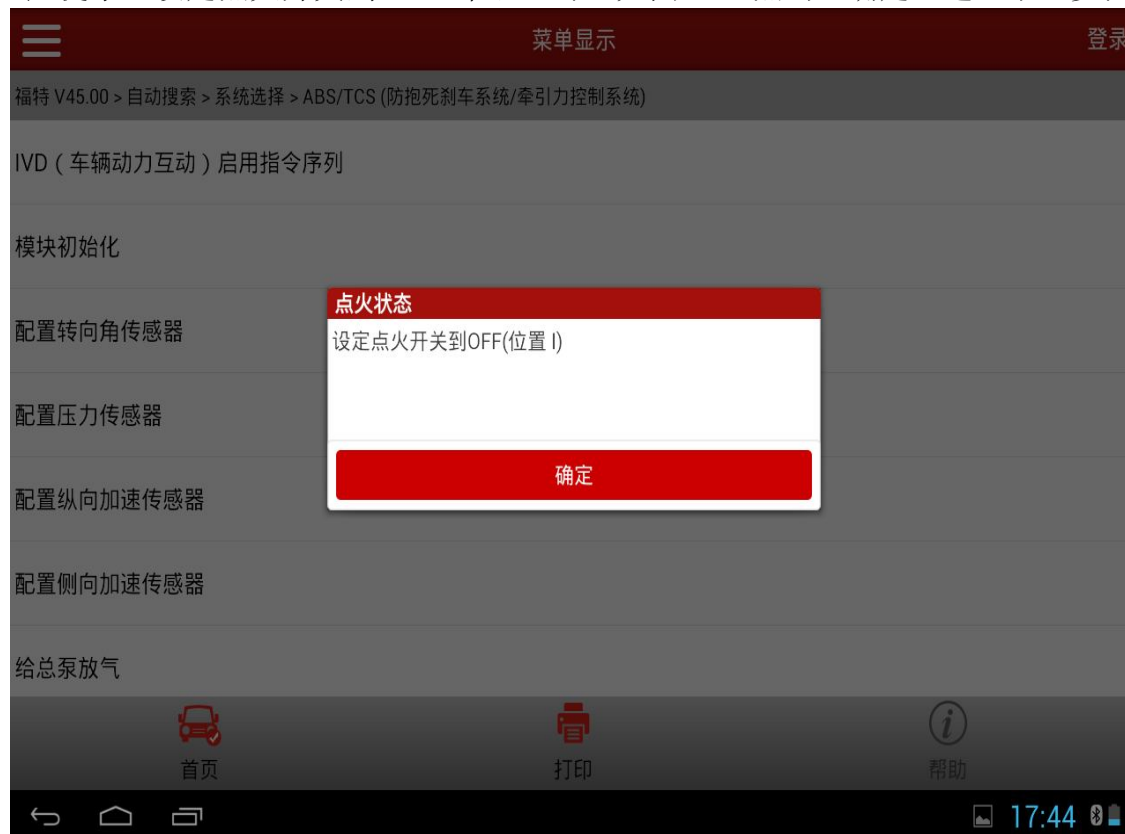 菜单显示
登录
福特 V45.00 > 自动搜索 > 系统选择 > ABS/TCS (防抱死刹车系统/牵引力控制系统)
IVD ( 车辆动力互动 ) 启用指令序列
模块初始化
配置转向角传感器
配置压力传感器
配置纵向加速传感器
配置侧向加速传感器
给总泵放气
点火状态
设定点火开关到OFF(位置 I)
确定
首页
打印
帮助
17:44